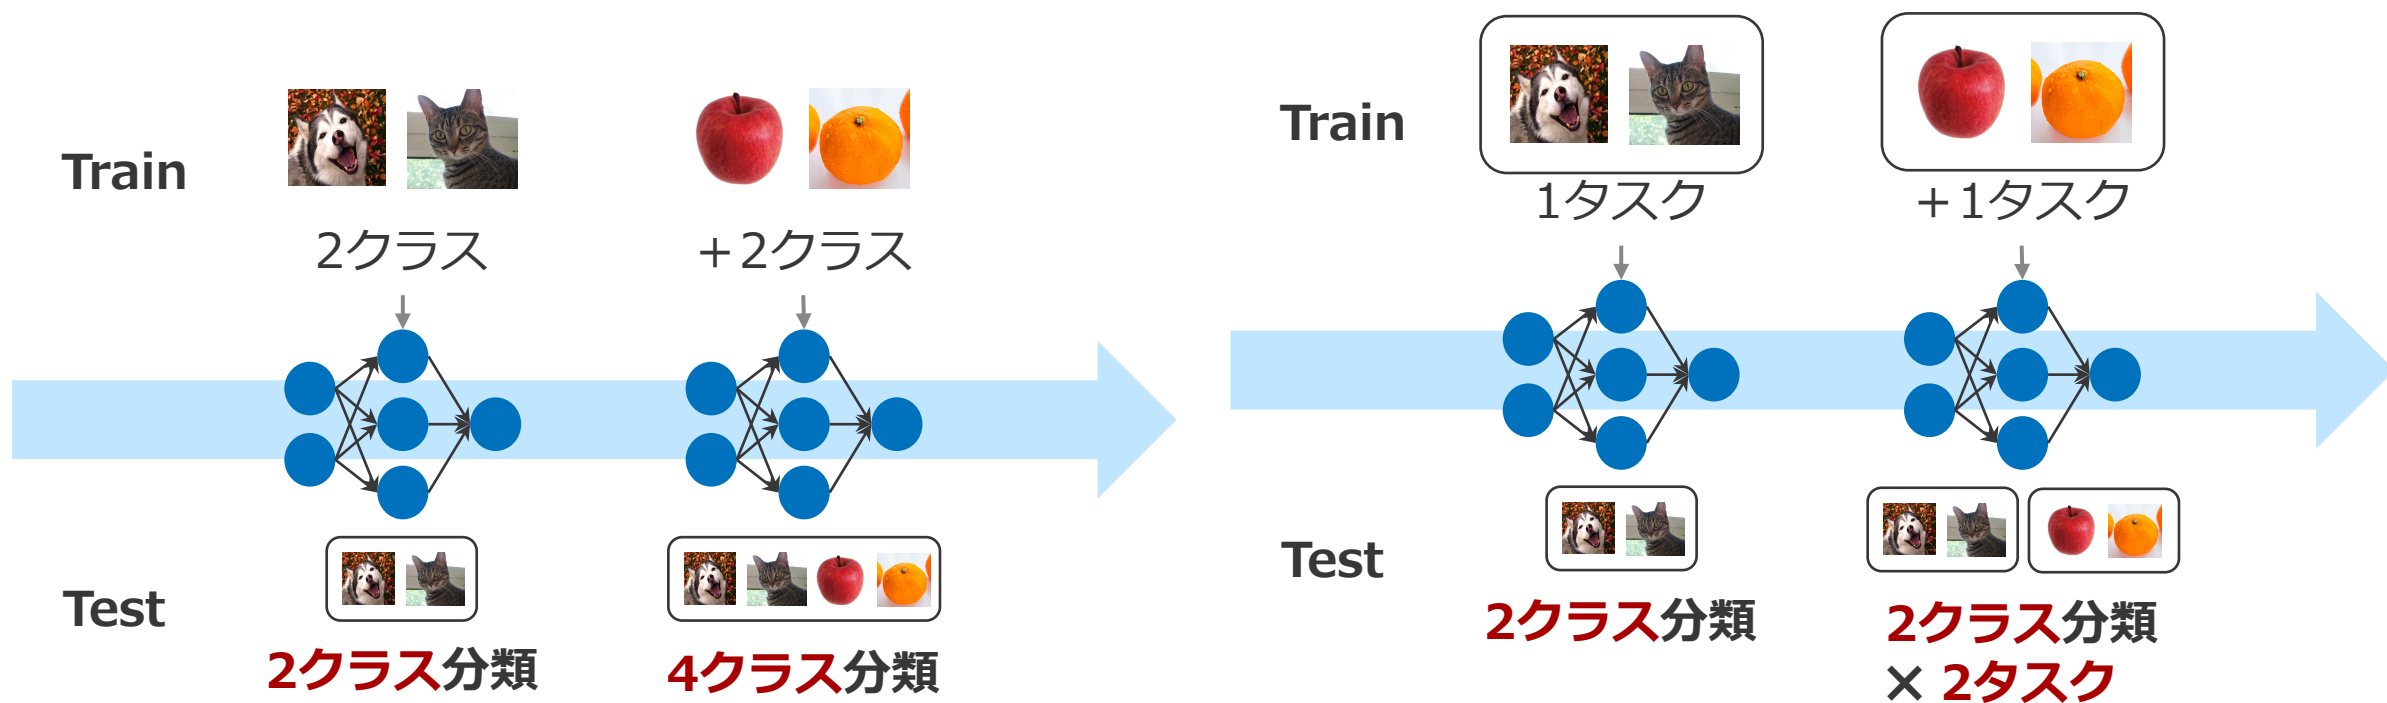 Train
2クラス
＋2クラス
Test
2クラス分類
4クラス分類
Train
1タスク
＋1タスク
Test
2クラス分類
2クラス分類
× 2タスク